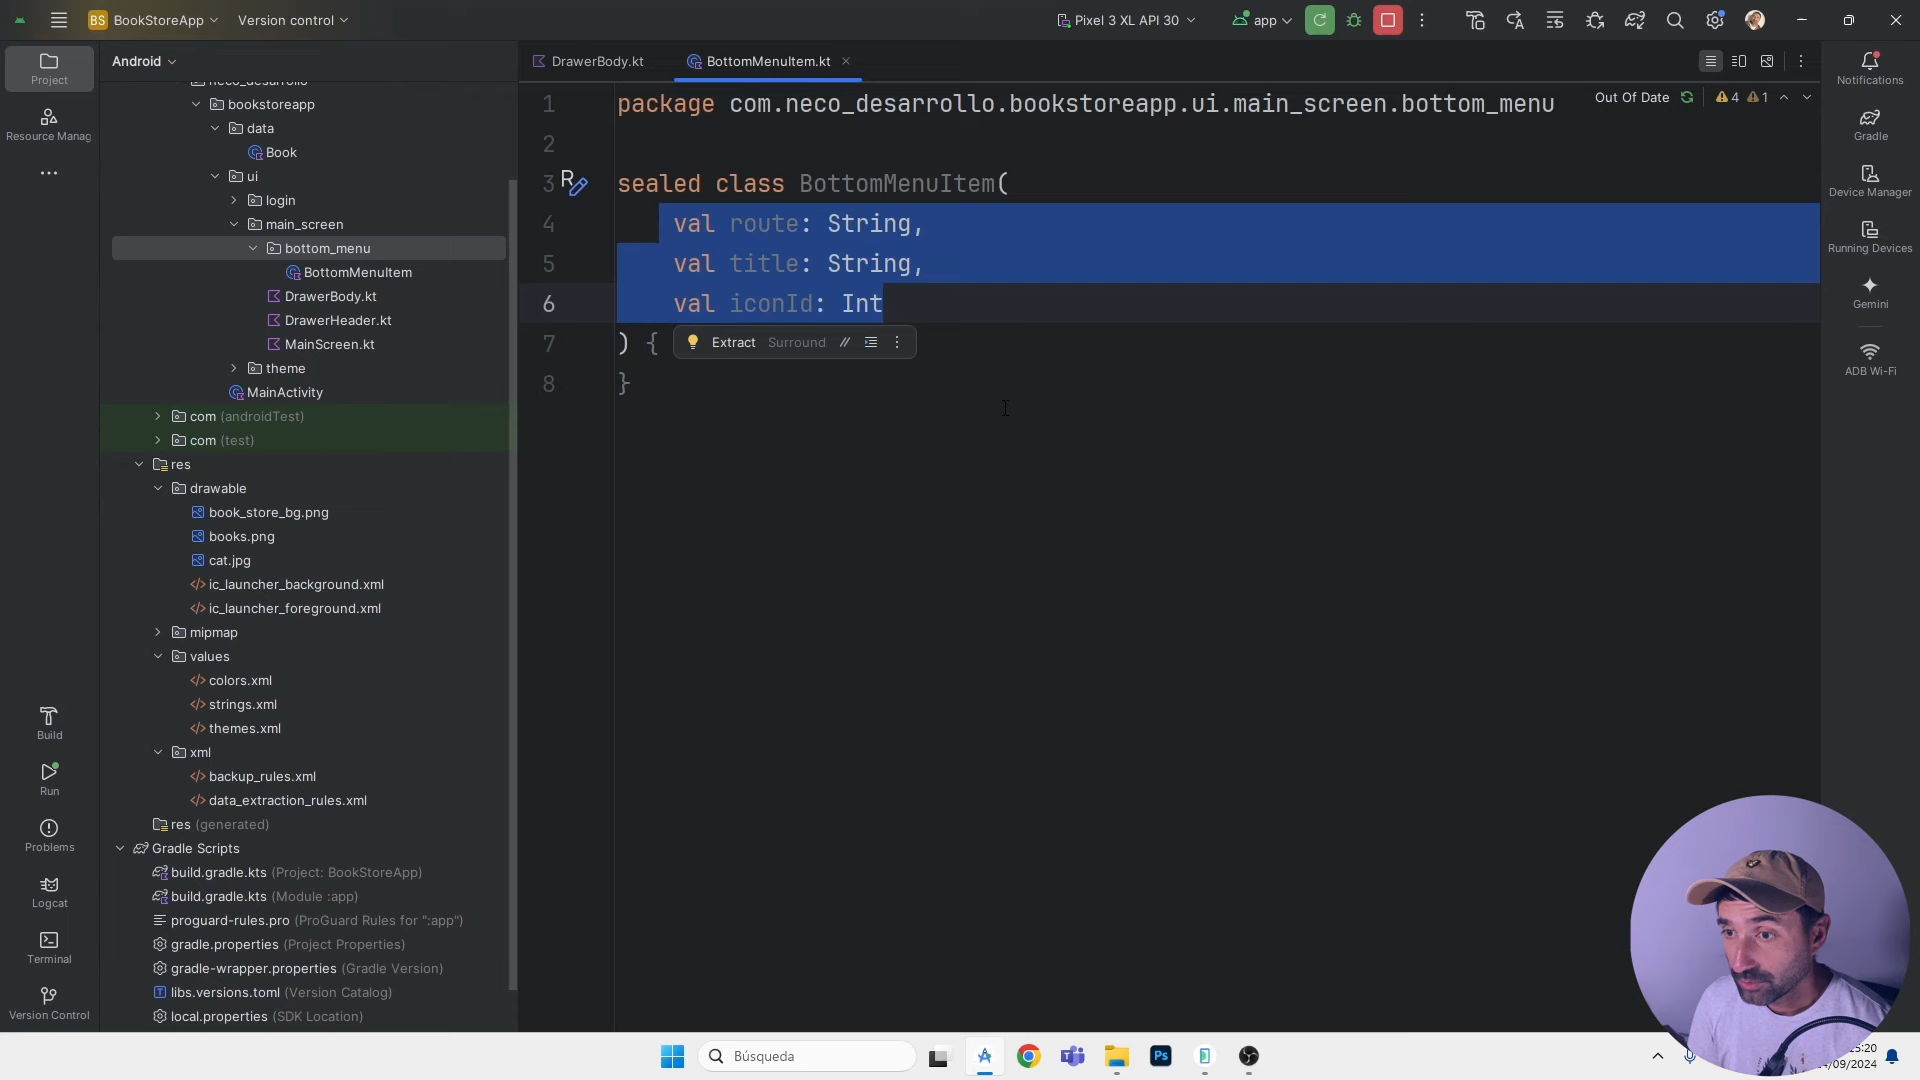 BS BookStoreApp Version control Pixel 3 XL API 30 app
Project
Resource Manag
Build
Run
Problems
Logcat
Terminal
Version Control
Android
bookstoreapp
data
Book
ui
login
main_screen
bottom_menu
BottomMenuItem
DrawerBody.kt
DrawerHeader.kt
MainScreen.kt
theme
MainActivity
com (androidTest)
com (test)
res
drawable
book_store_bg.png
books.png
cat.jpg
ic_launcher_background.xml
ic_launcher_foreground.xml
mipmap
values
colors.xml
strings.xml
themes.xml
xml
backup_rules.xml
data_extraction_rules.xml
res (generated)
Gradle Scripts
build.gradle.kts (Project: BookStoreApp)
build.gradle.kts (Module :app)
proguard-rules.pro (ProGuard Rules for ":app")
gradle.properties (Project Properties)
gradle-wrapper.properties (Gradle Version)
libs.versions.toml (Version Catalog)
local.properties (SDK Location)
DrawerBody.kt BottomMenuItem.kt
Out Of Date 4 1
1 package com.neco_desarrollo.bookstoreapp.ui.main_screen.bottom_menu
2
3 sealed class BottomMenuItem(
4 val route: String,
5 val title: String,
6 val iconId: Int
7 ) {
8 }
Extract Surround //
Notifications
Gradle
Device Manager
Running Devices
Gemini
ADB Wi-Fi
Búsqueda
Ps
/09/2024